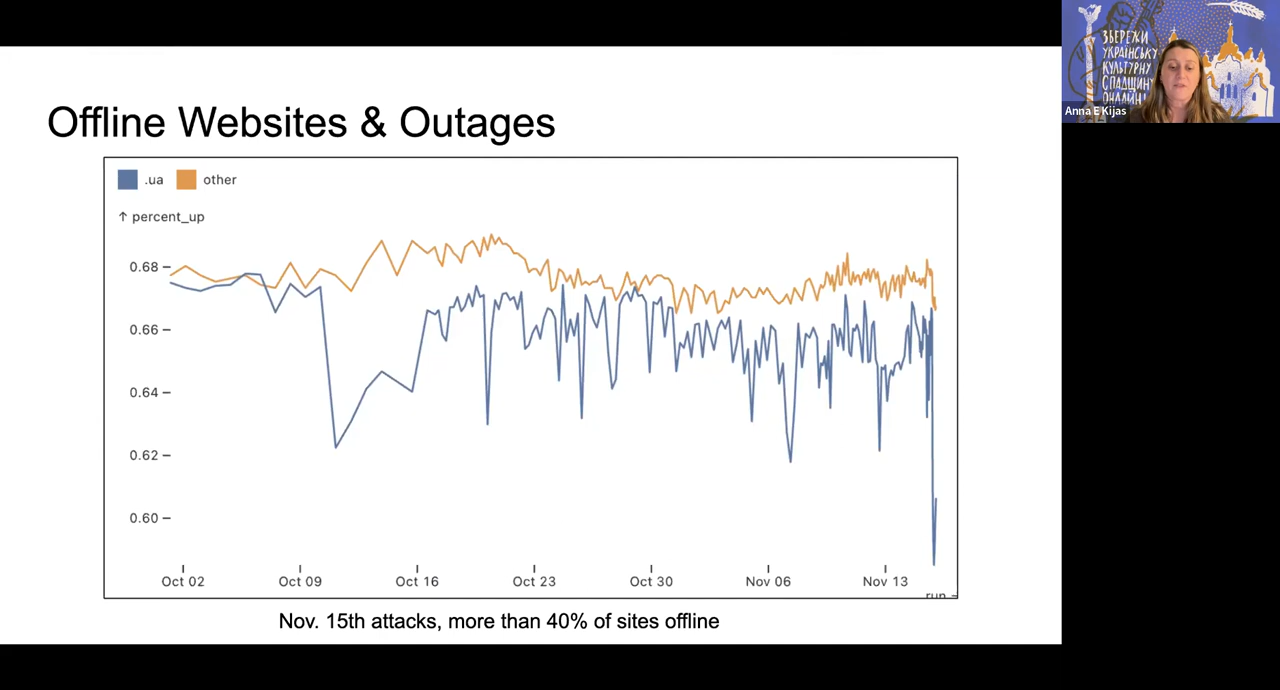 Offline Websites & Outages
.ua
other
↑ percent_up
0.68
0.66
0.64
0.62
0.60
Oct 02
Oct 09
Oct 16
Oct 23
Oct 30
Nov 06
Nov 13
Nov. 15th attacks, more than 40% of sites offline
ЗБЕРЕЖИ
УКРАЇНСЬКУ
КУЛЬТУРНУ
СПАДЩИНУ
ОНЛАЙН!
Anna E Kijas